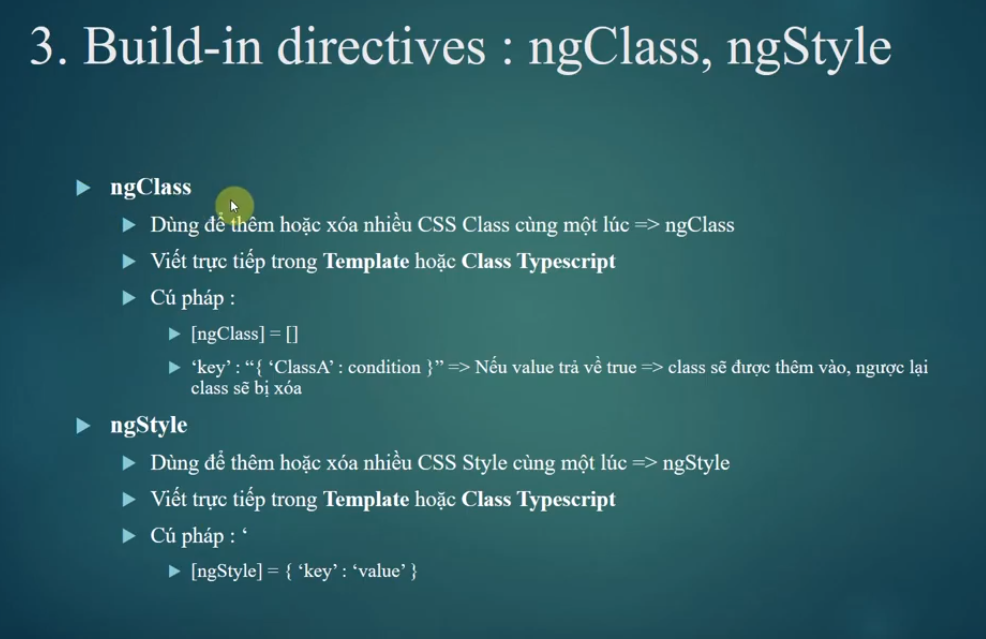 3. Build-in directives : ngClass, ngStyle
ngClass
Dùng để thêm hoặc xóa nhiều CSS Class cùng một lúc => ngClass
Viết trực tiếp trong Template hoặc Class Typescript
Cú pháp :
[ngClass] = []
‘key’ : “{ ‘ClassA’ : condition }” => Nếu value trả về true => class sẽ được thêm vào, ngược lại
class sẽ bị xóa
ngStyle
Dùng để thêm hoặc xóa nhiều CSS Style cùng một lúc => ngStyle
Viết trực tiếp trong Template hoặc Class Typescript
Cú pháp : ‘
[ngStyle] = { ‘key’ : ‘value’ }